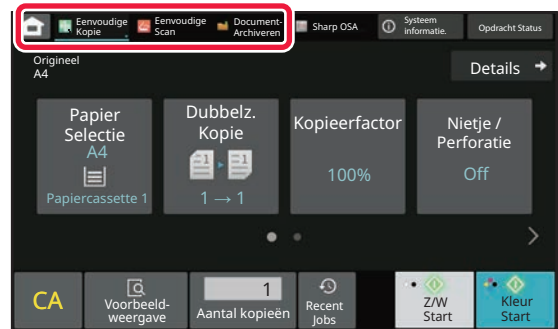 Eenvoudige
Kopie
Eenvoudige
Scan
Document-
Archiveren
Sharp OSA
Systeem
informatie.
Opdracht Status
Origineel
A4
Details
Papier
Selectie
A4
Papiercassette 1
Dubbelz.
Kopie
1 → 1
Kopieerfactor
100%
Nietje /
Perforatie
Off
CA
Voorbeeld-
weergave
1
Aantal kopieën
Recent
Jobs
Z/W
Start
Kleur
Start